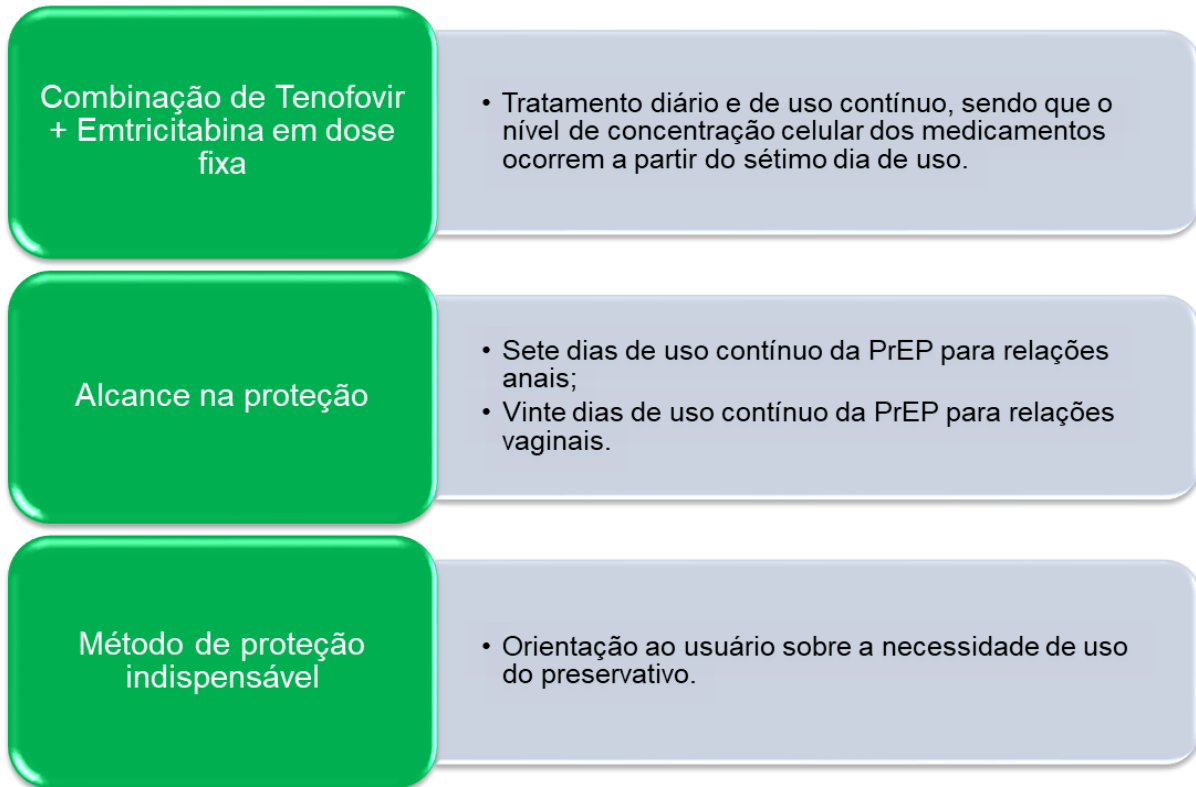 Combinação de Tenofovir
+ Emtricitabina em dose
fixa
• Tratamento diário e de uso contínuo, sendo que o
nível de concentração celular dos medicamentos
ocorrem a partir do sétimo dia de uso.
Alcance na proteção
• Sete dias de uso contínuo da PrEP para relações
anais;
• Vinte dias de uso contínuo da PrEP para relações
vaginais.
Método de proteção
indispensável
• Orientação ao usuário sobre a necessidade de uso
do preservativo.